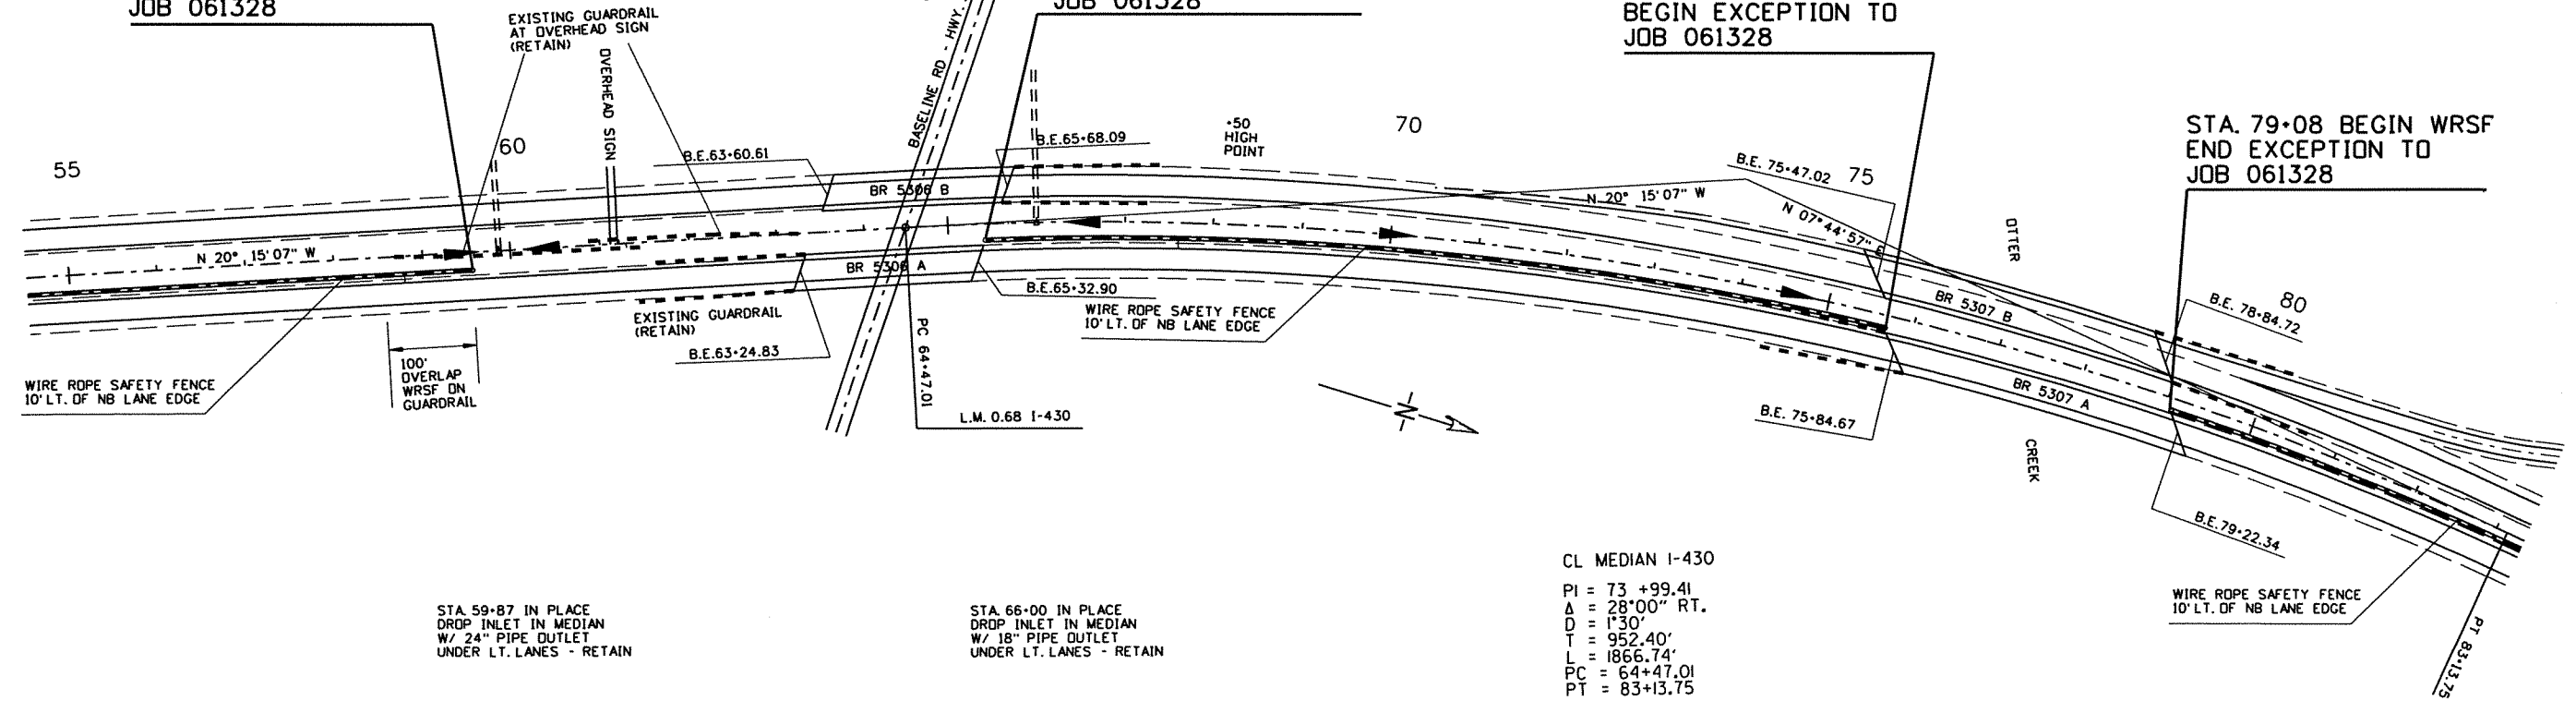 JOB 061328
EXISTING GUARDRAIL
AT OVERHEAD SIGN
(RETAIN)
OVERHEAD SIGN
BASELINE RD - HWY.
JOB 061328
BEGIN EXCEPTION TO
JOB 061328
STA. 79+08 BEGIN WRSF
END EXCEPTION TO
JOB 061328
55
60
B.E.63+60.61
B.E.65+68.09
+50
HIGH
POINT
70
B.E. 75+47.02
75
BR 5306 B
N 20° 15'07" W
N 07°44'57" E
OTTER
N 20° 15'07" W
BR 5306 A
B.E.65+32.90
BR 5307 B
B.E. 78+84.72
80
EXISTING GUARDRAIL
(RETAIN)
B.E.63+24.83
PC 64+47.01
WIRE ROPE SAFETY FENCE
10' LT. OF NB LANE EDGE
100'
OVERLAP
WRSF ON
GUARDRAIL
WIRE ROPE SAFETY FENCE
10' LT. OF NB LANE EDGE
L.M. 0.68 I-430
N
B.E. 75+84.67
BR 5307 A
CREEK
B.E.79+22.34
WIRE ROPE SAFETY FENCE
10' LT. OF NB LANE EDGE
PT 83+13.75
STA. 59+87 IN PLACE
DROP INLET IN MEDIAN
W/ 24" PIPE OUTLET
UNDER LT. LANES - RETAIN
STA. 66+00 IN PLACE
DROP INLET IN MEDIAN
W/ 18" PIPE OUTLET
UNDER LT. LANES - RETAIN
CL MEDIAN I-430
PI = 73 +99.41
Δ = 28°00" RT.
D = 1°30'
T = 952.40'
L = 1866.74'
PC = 64+47.01
PT = 83+13.75